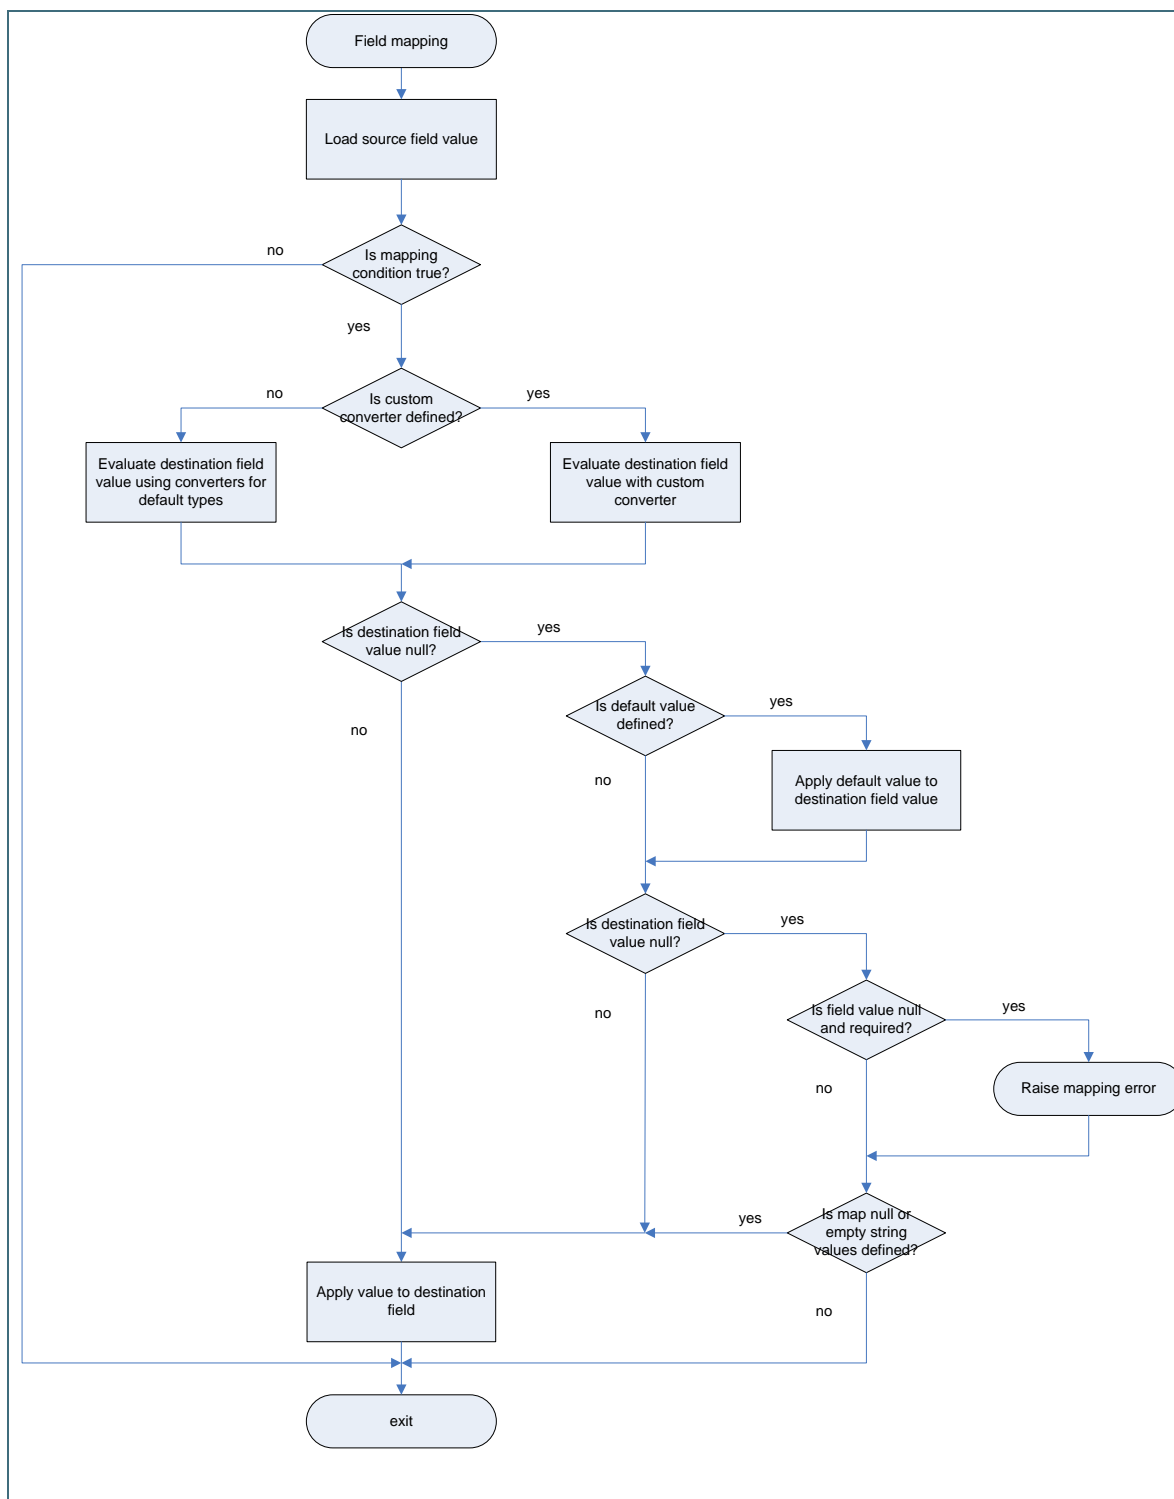 Field mapping
Load source field value
no
Is mapping
condition true?
yes
no
Is custom
converter defined?
yes
Evaluate destination field
value using converters for
default types
Evaluate destination field
value with custom
converter
Is destination field
value null?
yes
no
Is default value
defined?
yes
no
Apply default value to
destination field value
Is destination field
value null?
yes
no
Is field value null
and required?
yes
no
Raise mapping error
yes
Is map null or
empty string
values defined?
no
Apply value to destination
field
exit